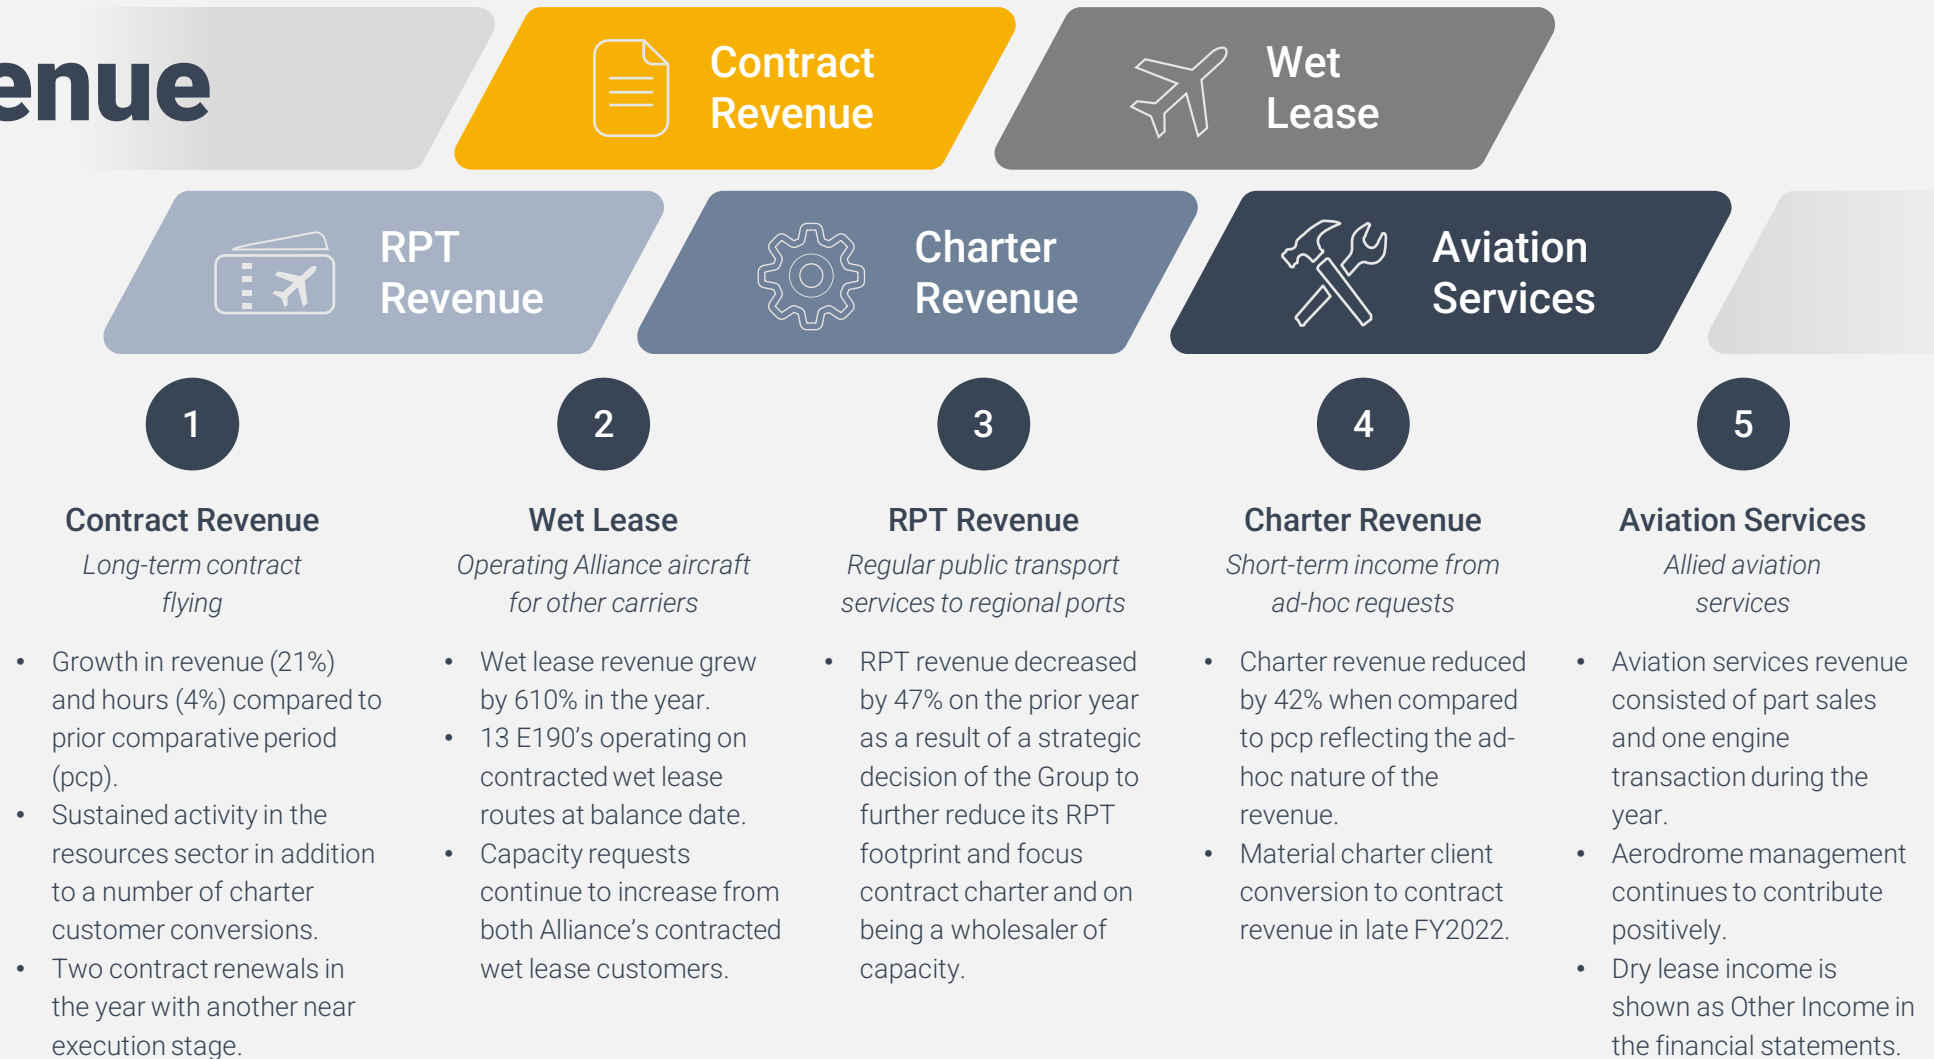 enue
Contract
Revenue
Wet
Lease
RPT
Revenue
Charter
Revenue
Aviation
Services
1
2
3
4
5
Contract Revenue
Long-term contract
flying
• Growth in revenue (21%)
and hours (4%) compared to
prior comparative period
(pcp).
• Sustained activity in the
resources sector in addition
to a number of charter
customer conversions.
• Two contract renewals in
the year with another near
execution stage.
Wet Lease
Operating Alliance aircraft
for other carriers
• Wet lease revenue grew
by 610% in the year.
• 13 E190’s operating on
contracted wet lease
routes at balance date.
• Capacity requests
continue to increase from
both Alliance’s contracted
wet lease customers.
RPT Revenue
Regular public transport
services to regional ports
• RPT revenue decreased
by 47% on the prior year
as a result of a strategic
decision of the Group to
further reduce its RPT
footprint and focus
contract charter and on
being a wholesaler of
capacity.
Charter Revenue
Short-term income from
ad-hoc requests
• Charter revenue reduced
by 42% when compared
to pcp reflecting the ad-
hoc nature of the
revenue.
• Material charter client
conversion to contract
revenue in late FY2022.
Aviation Services
Allied aviation
services
• Aviation services revenue
consisted of part sales
and one engine
transaction during the
year.
• Aerodrome management
continues to contribute
positively.
• Dry lease income is
shown as Other Income in
the financial statements.